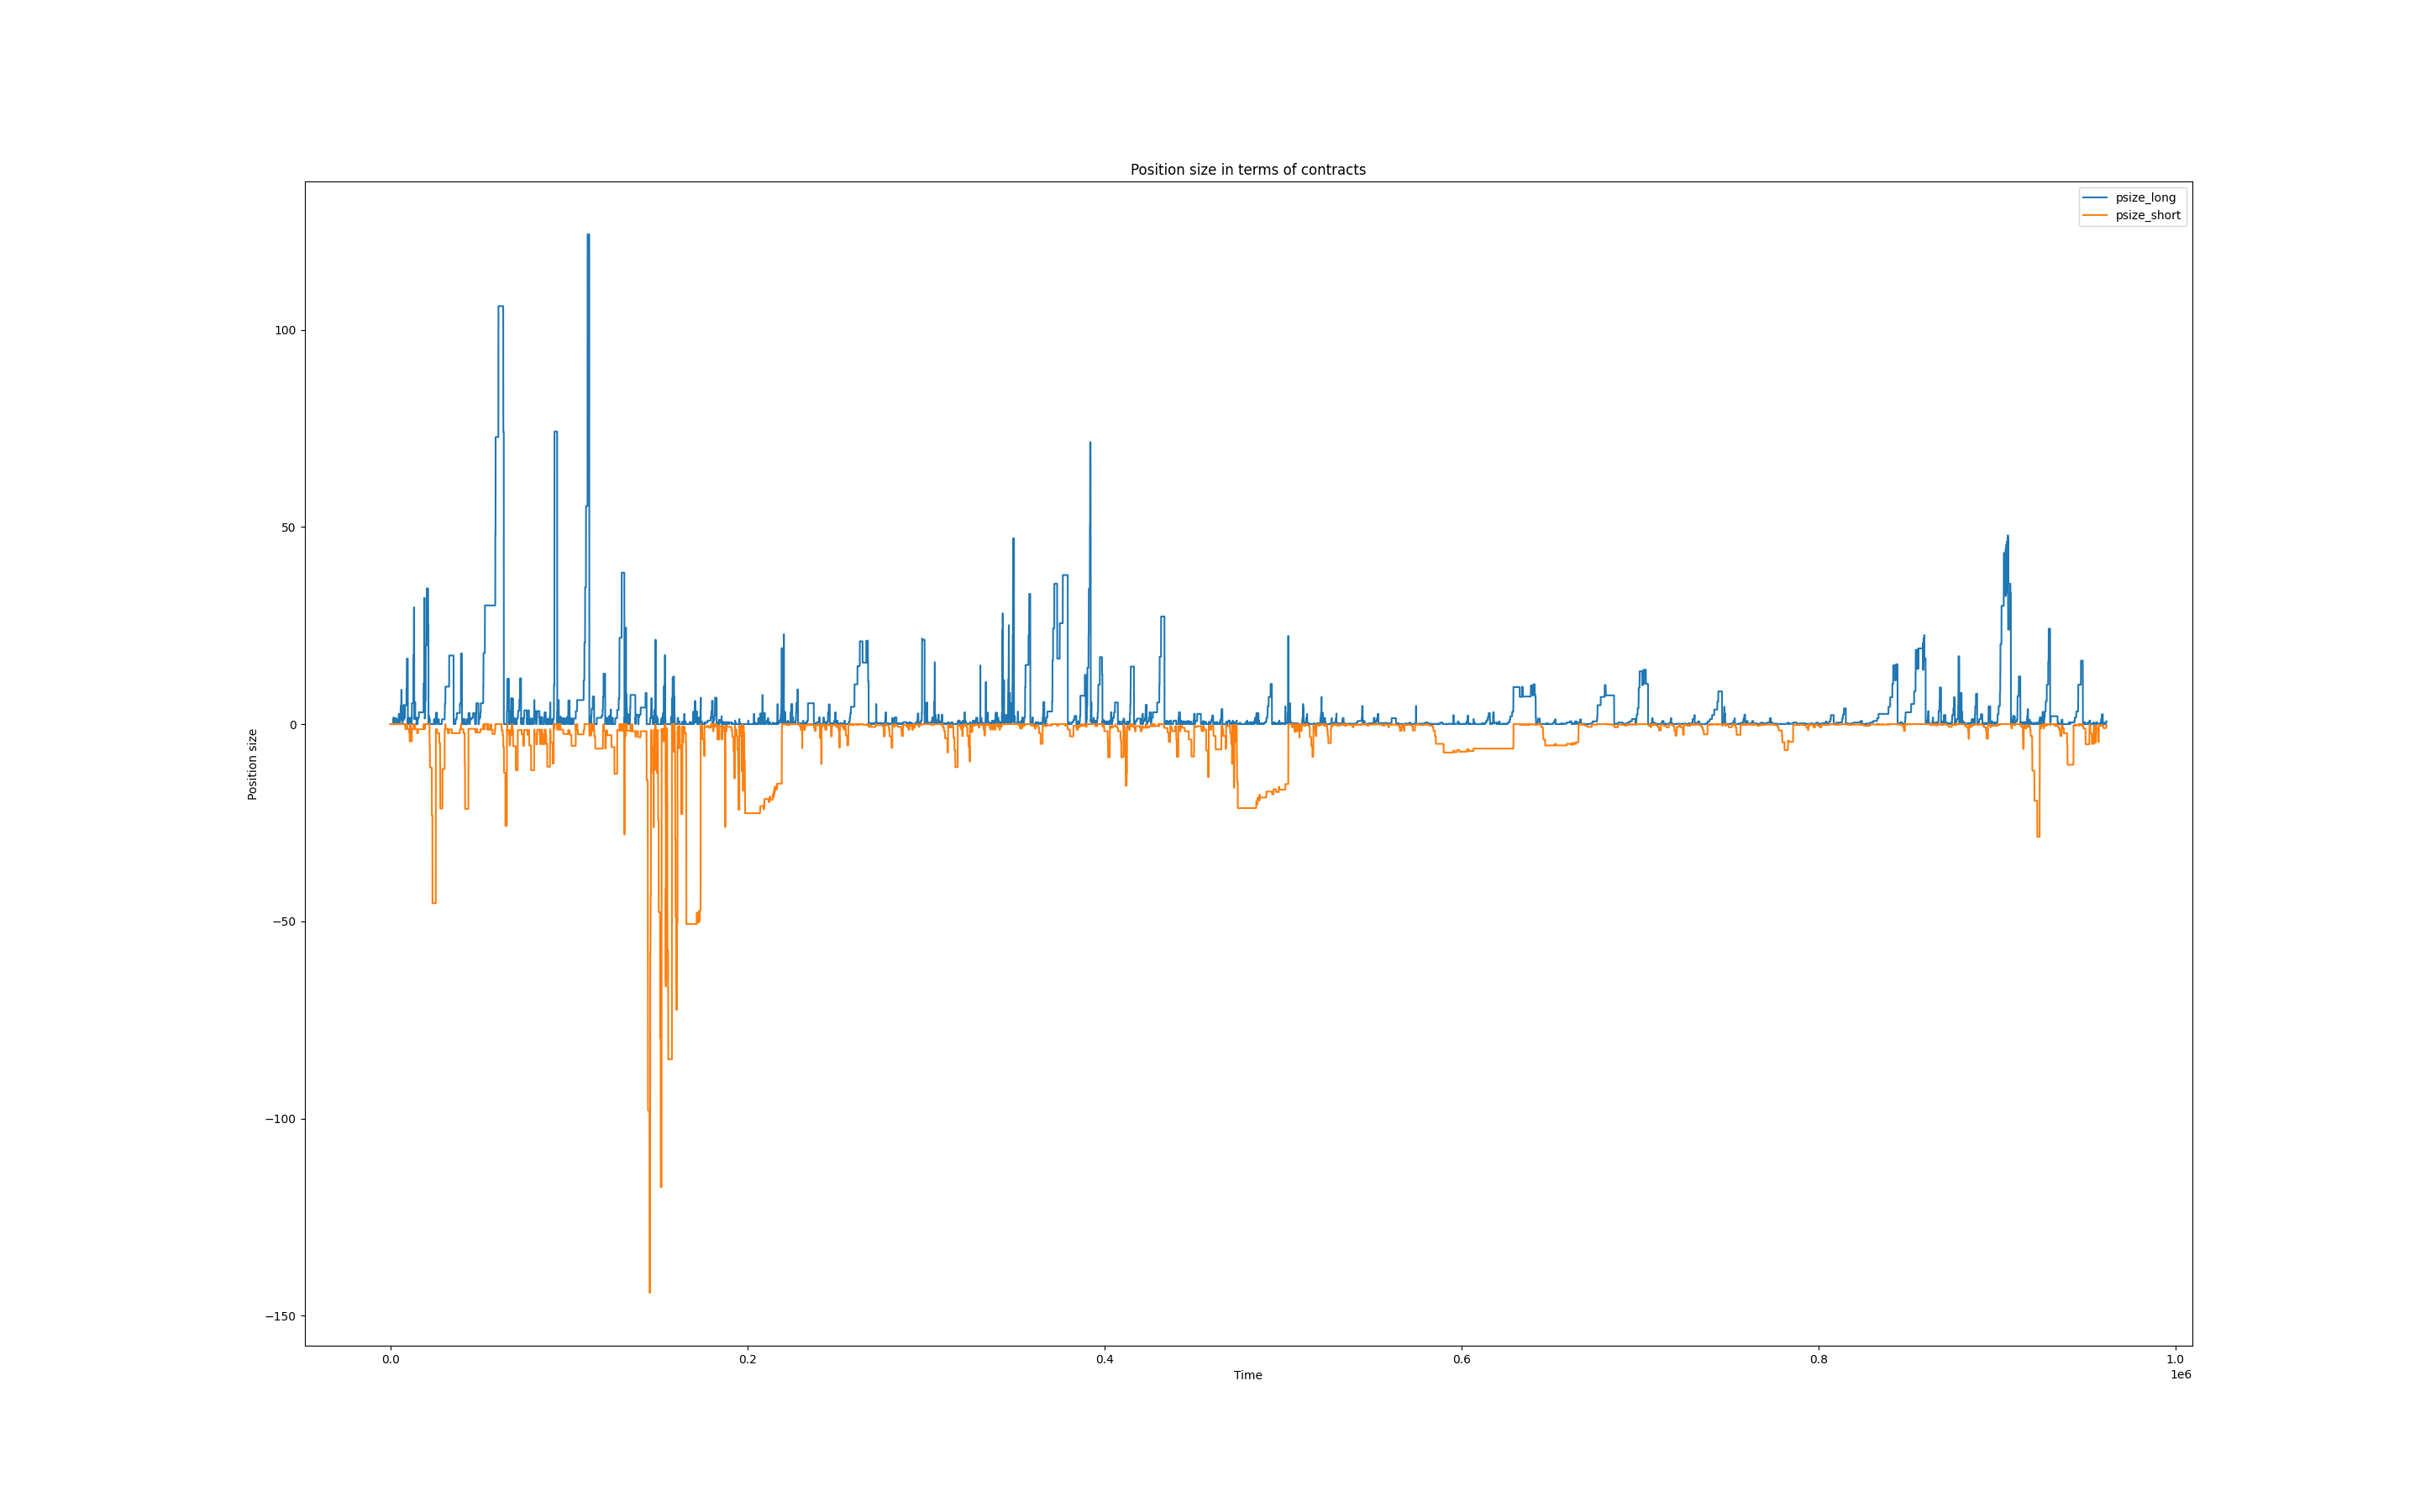 Position size in terms of contracts
psize_long
psize_short
Position size
100
50
0
−50
−100
−150
0.0
0.2
0.4
0.6
0.8
1.0
1e6
Time